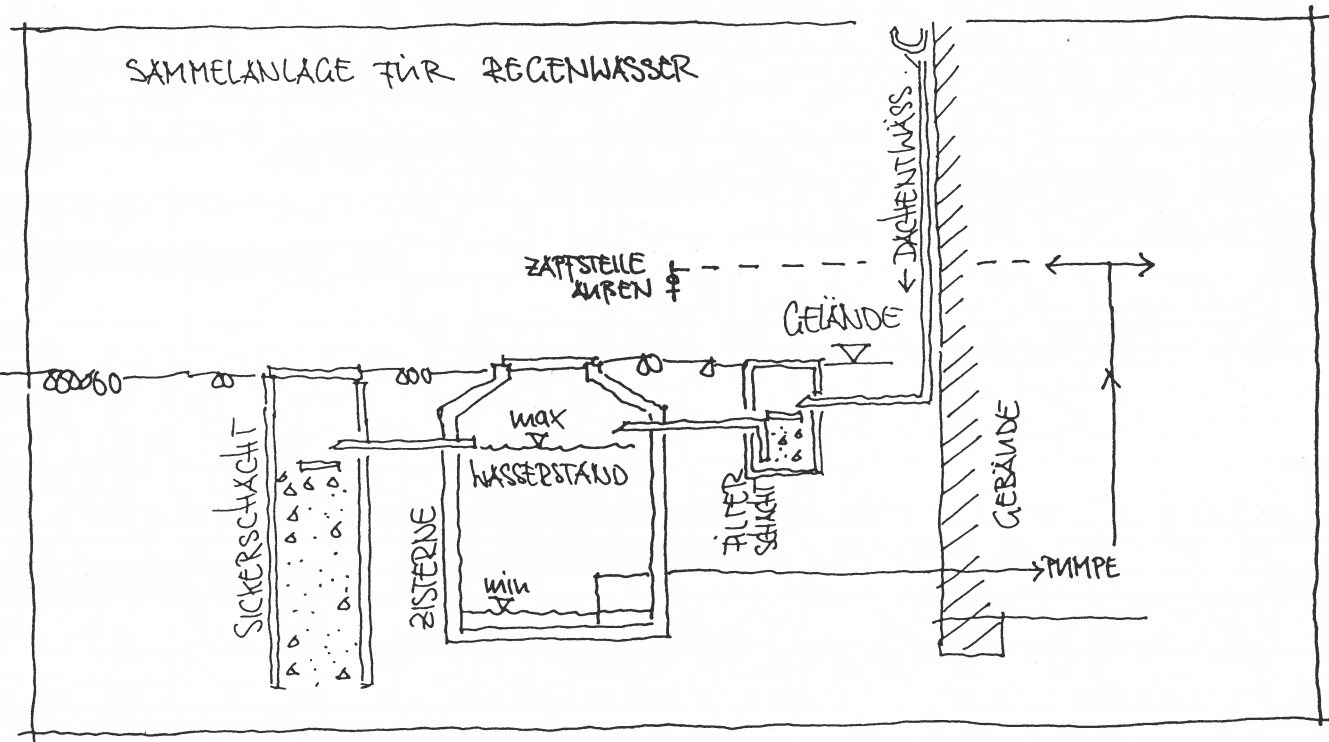 SAMMELANLAGE FÜR REGENWASSER
← DACHENTWÄSS.
ZAPFSTELLE
AUßEN
GELÄNDE
max
WASSERSTAND
SICKERSCHACHT
ZISTERNE
min
FILTER
SCHACHT
GEBÄUDE
PUMPE